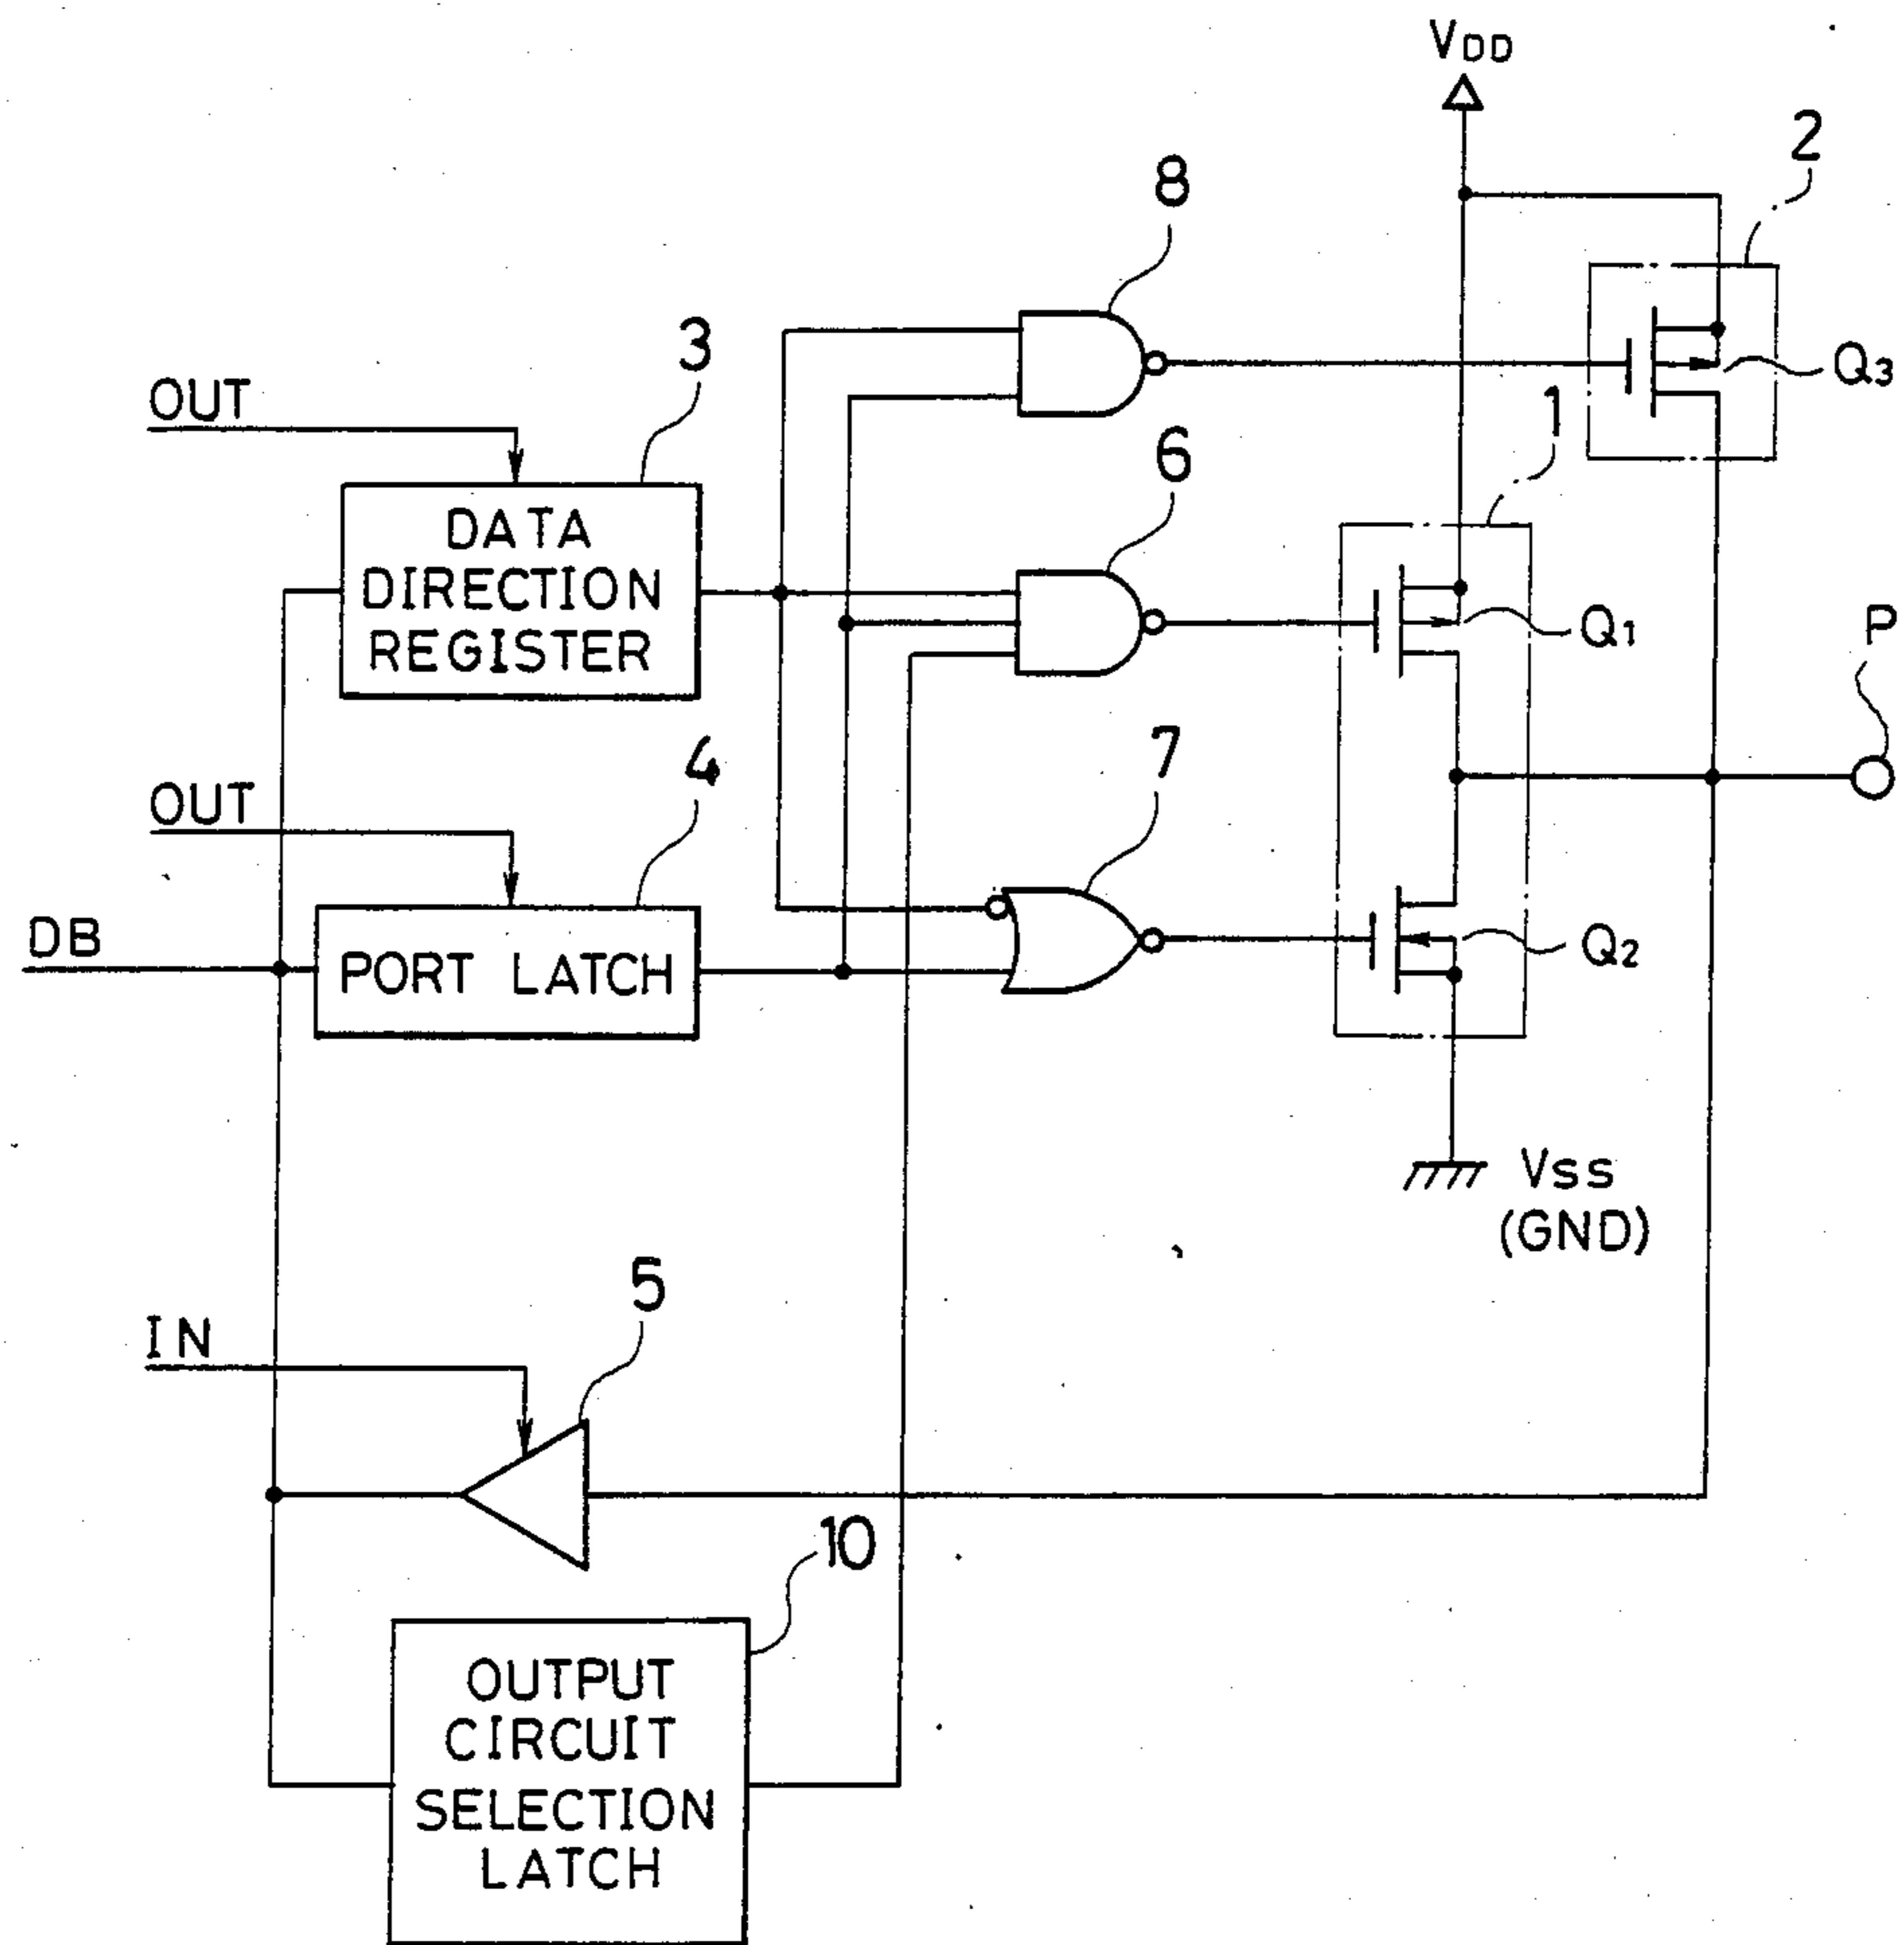 VDD
2
8
3
Q3
OUT
1
6
DATA
DIRECTION
REGISTER
Q1
P
4
7
OUT
DB
PORT LATCH
Q2
VSS
(GND)
5
IN
10
OUTPUT
CIRCUIT
SELECTION
LATCH